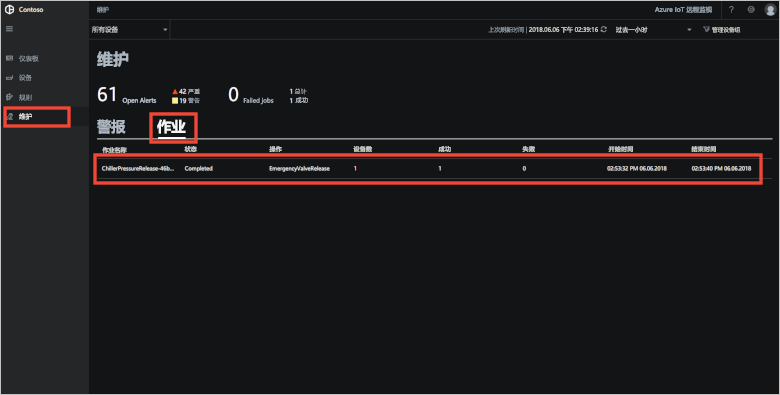 Contoso
维护
Azure IoT 远程监视
?
所有设备
上次刷新时间 | 2018.06.06 下午 02:39:16
过去一小时
管理设备组
仪表板
设备
规则
维护
维护
61 Open Alerts
42 严重
19 警告
0 Failed jobs
1 总计
1 成功
警报
作业
作业名称 状态 操作 设备数 成功 失败 开始时间 结束时间
ChillerPressureRelease-46b... Completed EmergencyValveRelease 1 1 0 02:53:32 PM 06.06.2018 02:53:40 PM 06.06.2018